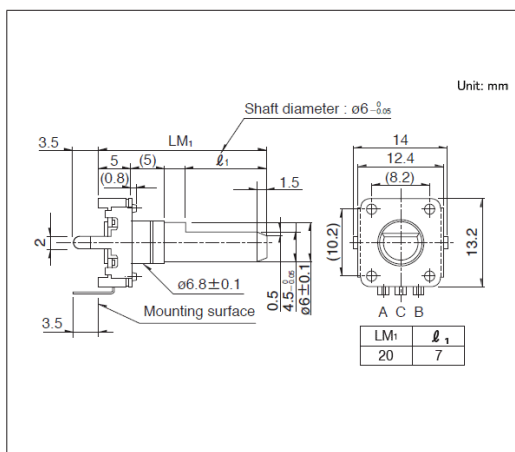 Unit: mm
Shaft diameter : ø6 -0/0.05
3.5
LM1
14
5
(5)
ℓ1
12.4
(0.8)
1.5
(8.2)
2
(10.2)
13.2
ø6.8±0.1
0.5
4.5 -0/0.05
ø6±0.1
Mounting surface
3.5
A C B
LM1 ℓ1
20 7